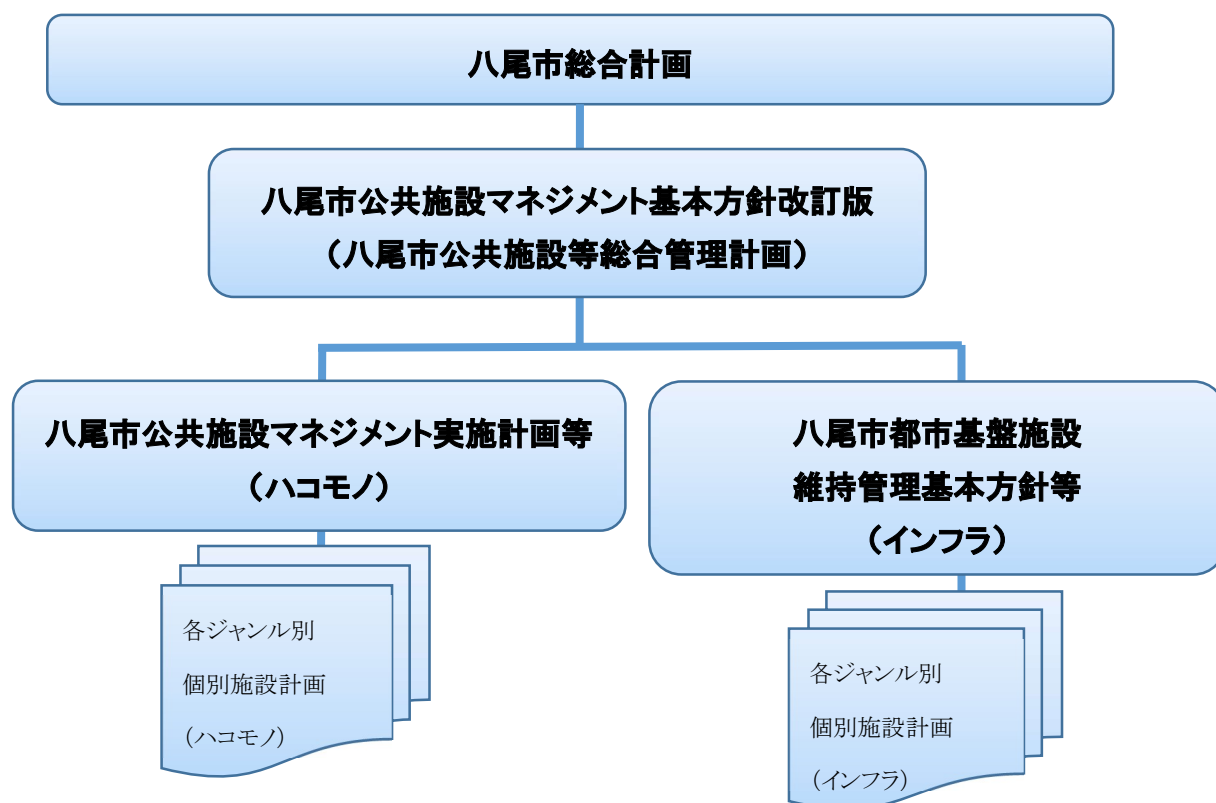 八尾市総合計画
八尾市公共施設マネジメント基本方針改訂版
（八尾市公共施設等総合管理計画）
八尾市公共施設マネジメント実施計画等
（ハコモノ）
八尾市都市基盤施設
維持管理基本方針等
（インフラ）
各ジャンル別
個別施設計画
（ハコモノ）
各ジャンル別
個別施設計画
（インフラ）